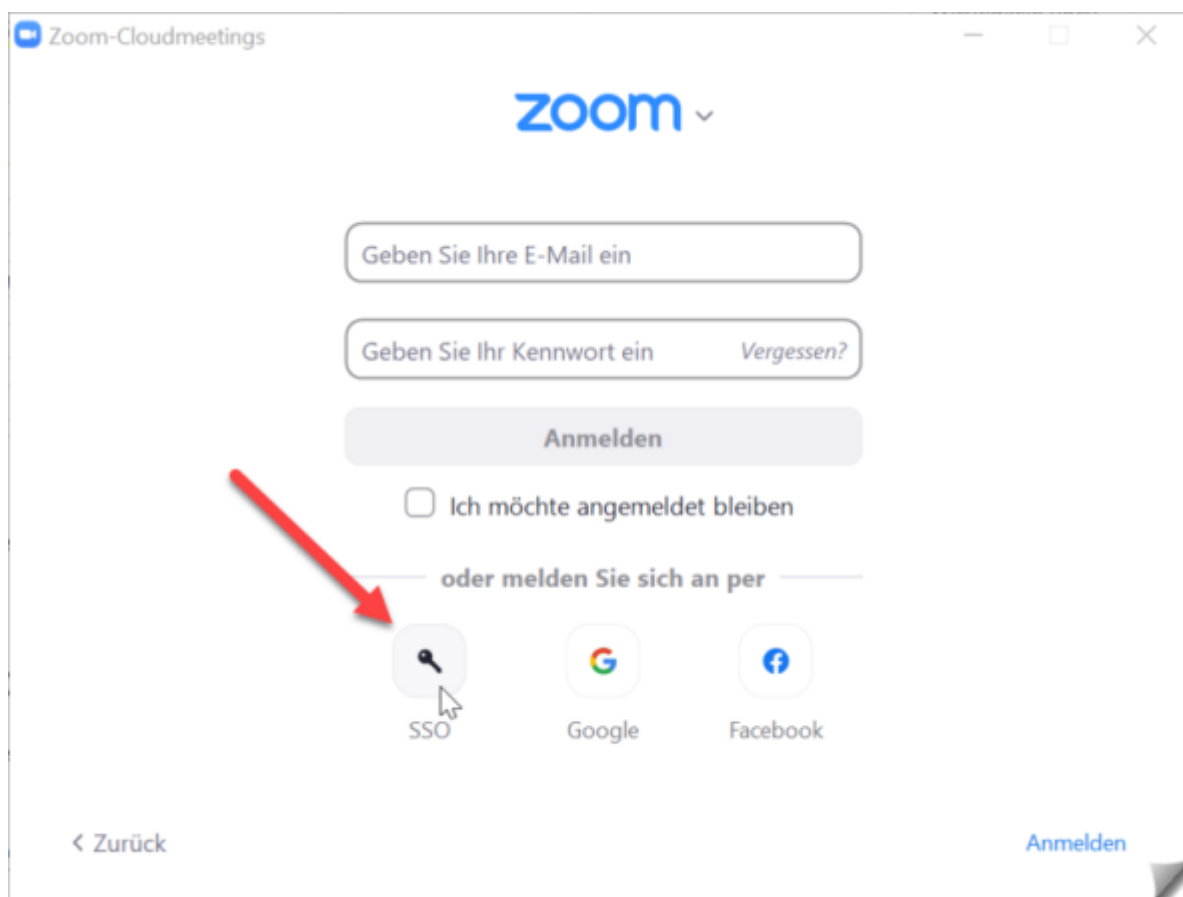 Zoom-Cloudmeetings
zoom
Geben Sie Ihre E-Mail ein
Geben Sie Ihr Kennwort ein Vergessen?
Anmelden
Ich möchte angemeldet bleiben
oder melden Sie sich an per
SSO Google Facebook
Zurück Anmelden